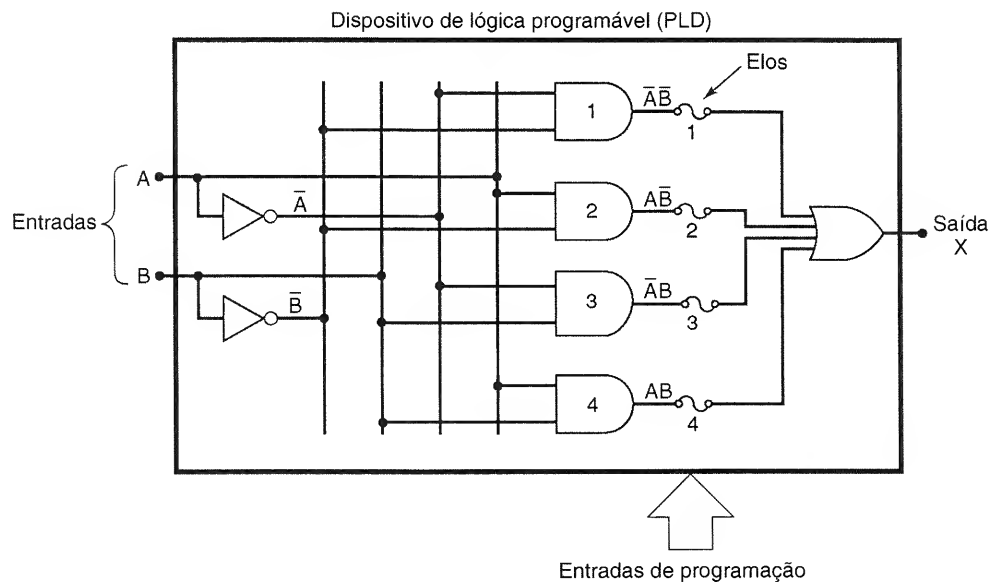 Dispositivo de lógica programável (PLD)
Elos
1
A̅B̅
1
Entradas
A
A̅
2
AB̅
2
Saída
X
B
B̅
3
A̅B
3
4
AB
4
Entradas de programação